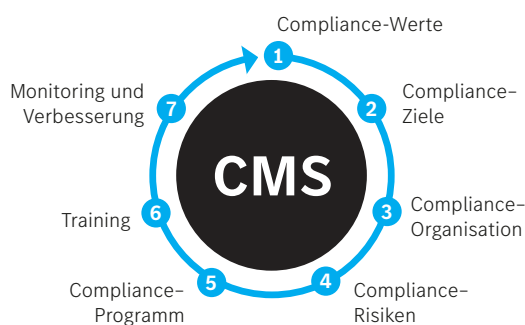 1
Compliance-Werte
2
Compliance–
Ziele
3
Compliance–
Organisation
4
Compliance–
Risiken
5
Compliance–
Programm
6
Training
7
Monitoring und
Verbesserung
CMS